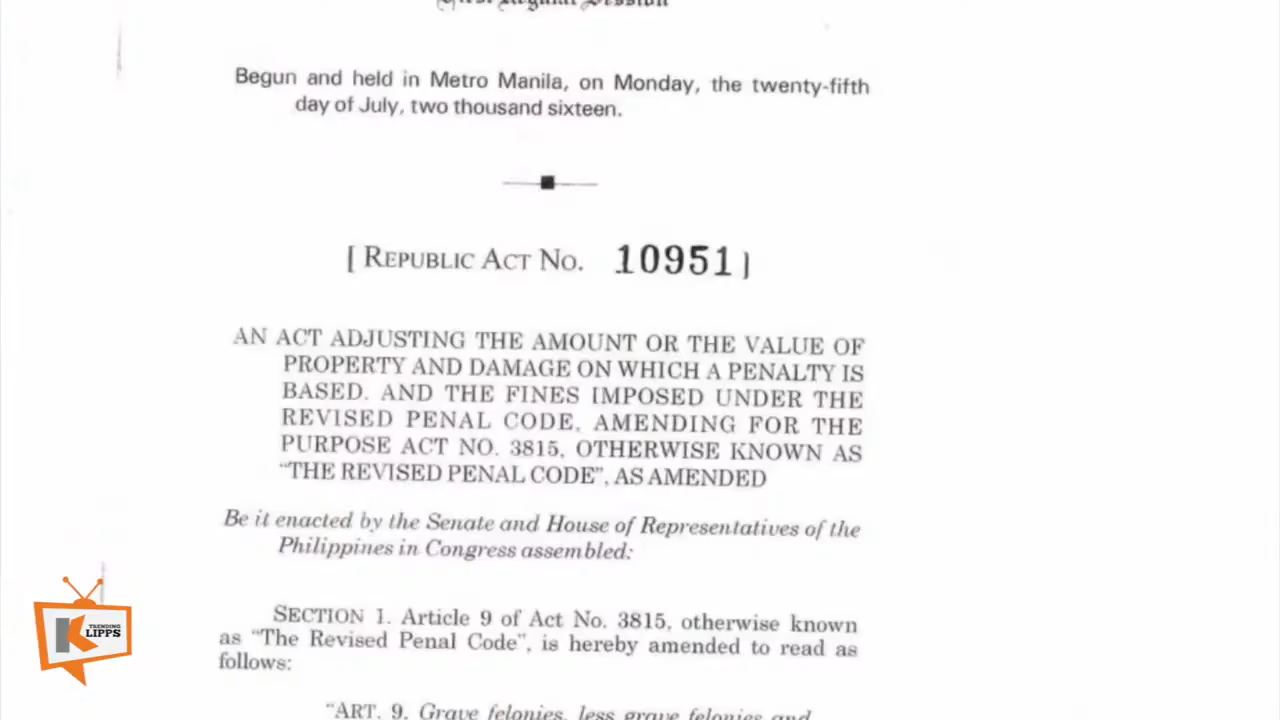 First Regular Session
Begun and held in Metro Manila, on Monday, the twenty-fifth
day of July, two thousand sixteen.
[ REPUBLIC ACT NO. 10951 ]
AN ACT ADJUSTING THE AMOUNT OR THE VALUE OF
PROPERTY AND DAMAGE ON WHICH A PENALTY IS
BASED, AND THE FINES IMPOSED UNDER THE
REVISED PENAL CODE, AMENDING FOR THE
PURPOSE ACT NO. 3815, OTHERWISE KNOWN AS
“THE REVISED PENAL CODE”, AS AMENDED
Be it enacted by the Senate and House of Representatives of the
Philippines in Congress assembled:
SECTION 1. Article 9 of Act No. 3815, otherwise known
as “The Revised Penal Code”, is hereby amended to read as
follows:
“ART. 9. Grave felonies, less grave felonies and
K TRENDING
LIPPS